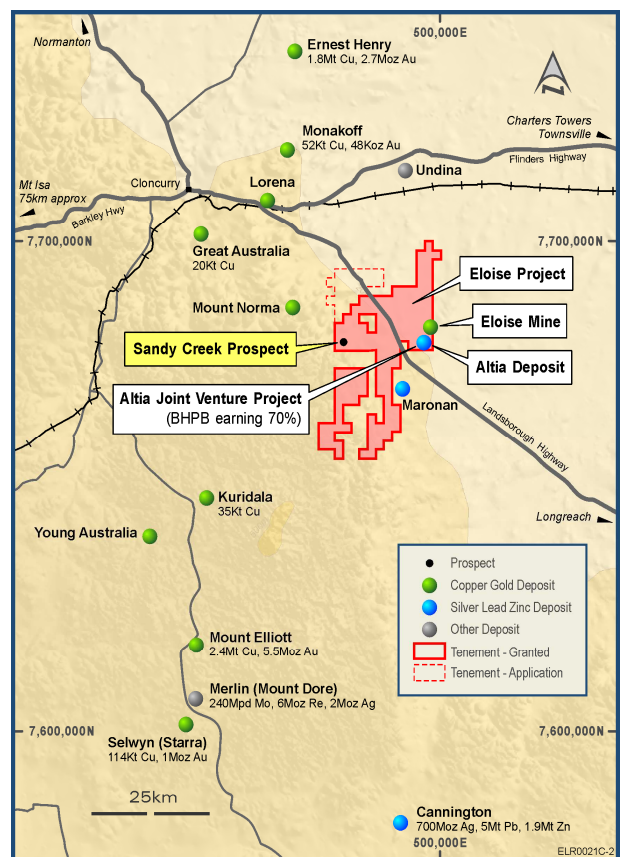 500,000E
Normanton
Ernest Henry
1.8Mt Cu, 2.7Moz Au
N
Monakoff
52Kt Cu, 48Koz Au
Charters Towers
Townsville
Flinders Highway
Undina
Cloncurry
Lorena
Mt Isa
75km approx
Barkley Hwy
7,700,000N
7,700,000N
Great Australia
20Kt Cu
Eloise Project
Mount Norma
Eloise Mine
Sandy Creek Prospect
Altia Deposit
Altia Joint Venture Project
(BHPB earning 70%)
Maronan
Landsborough Highway
Kuridala
35Kt Cu
Longreach
Young Australia
Prospect
Copper Gold Deposit
Silver Lead Zinc Deposit
Other Deposit
Tenement - Granted
Tenement - Application
Mount Elliott
2.4Mt Cu, 5.5Moz Au
Merlin (Mount Dore)
240Mpd Mo, 6Moz Re, 2Moz Ag
7,600,000N
7,600,000N
Selwyn (Starra)
114Kt Cu, 1Moz Au
25km
Cannington
700Moz Ag, 5Mt Pb, 1.9Mt Zn
500,000E
ELR0021C-2